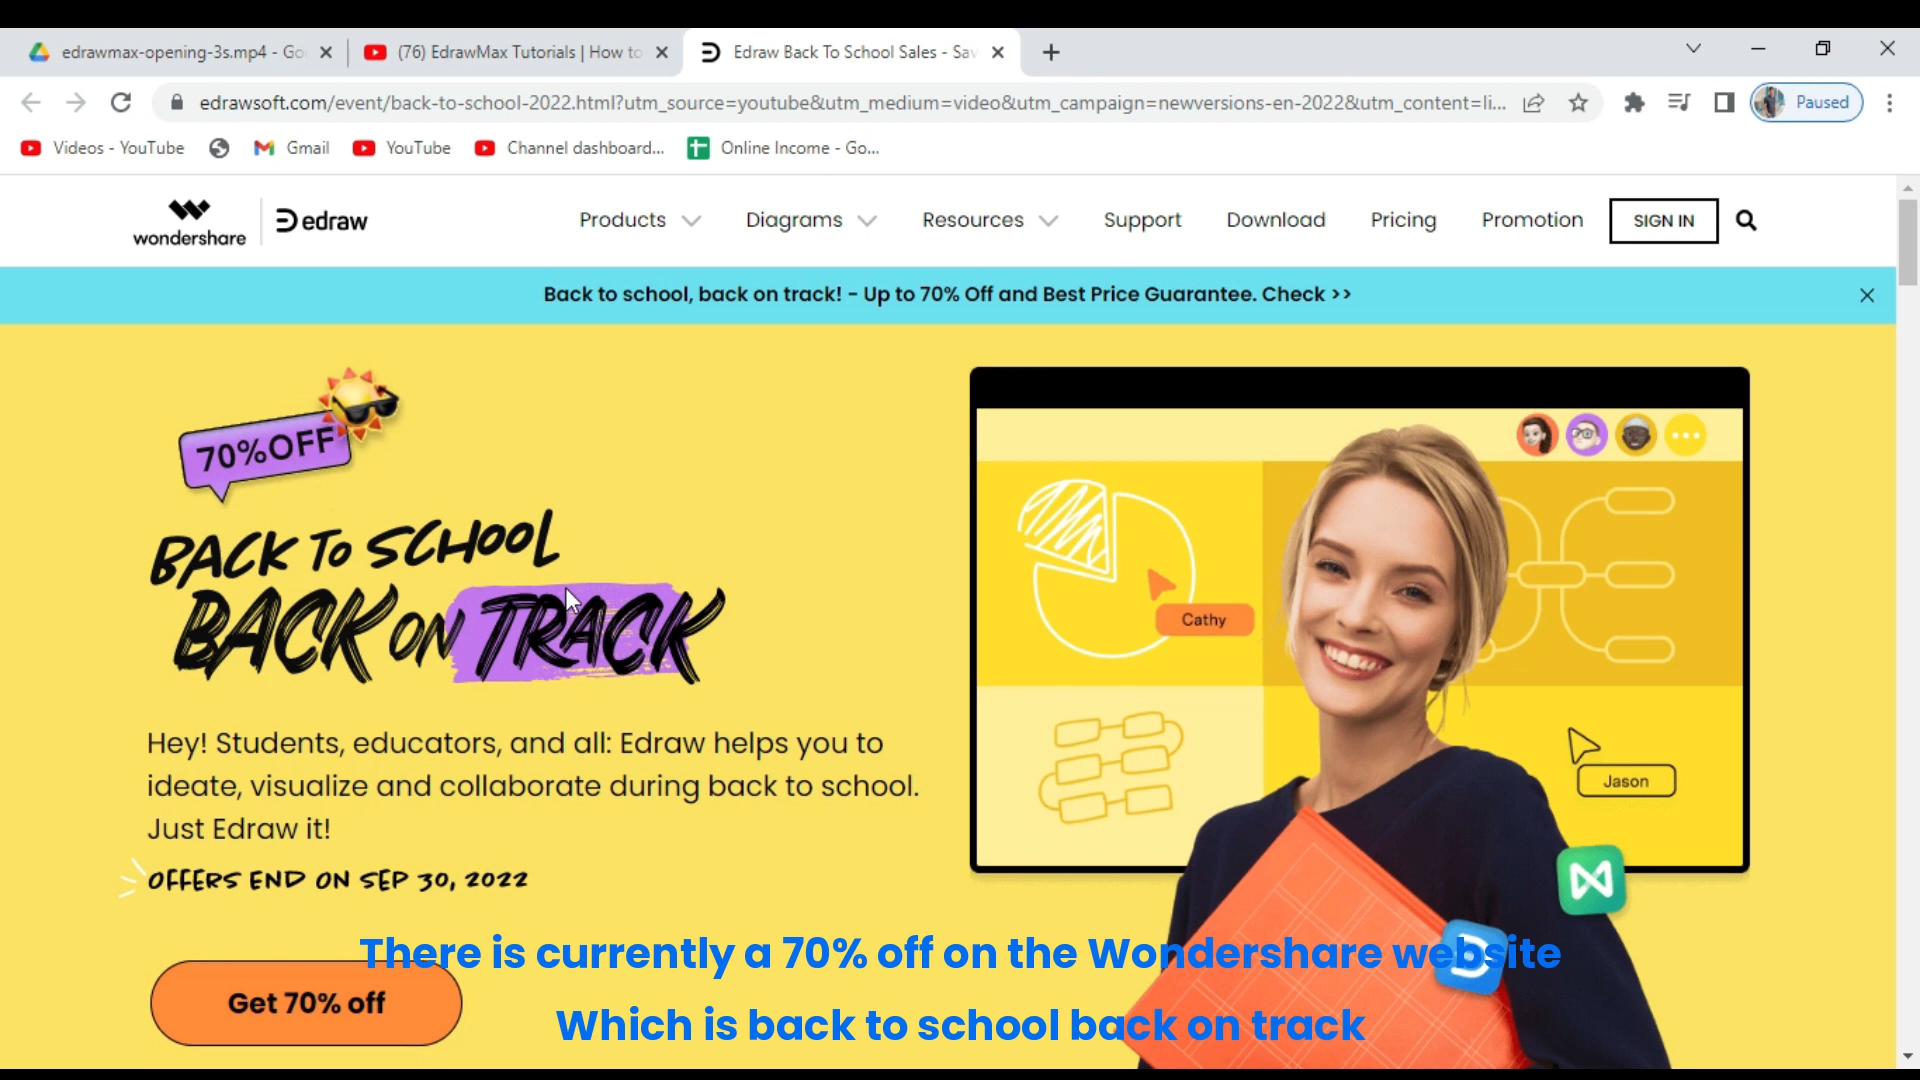 edrawmax-opening-3s.mp4 - Go
(76) EdrawMax Tutorials | How to
Edraw Back To School Sales - Sav
edrawsoft.com/event/back-to-school-2022.html?utm_source=youtube&utm_medium=video&utm_campaign=newversions-en-2022&utm_content=li...
Paused
Videos - YouTube
Gmail
YouTube
Channel dashboard...
Online Income - Go...
wondershare
edraw
Products
Diagrams
Resources
Support
Download
Pricing
Promotion
SIGN IN
Back to school, back on track! - Up to 70% Off and Best Price Guarantee. Check >>
70%OFF
BACK To SCHOOL
BACK ON TRACK
Cathy
Jason
Hey! Students, educators, and all: Edraw helps you to
ideate, visualize and collaborate during back to school.
Just Edraw it!
OFFERS END ON SEP 30, 2022
Get 70% off
There is currently a 70% off on the Wondershare website
Which is back to school back on track